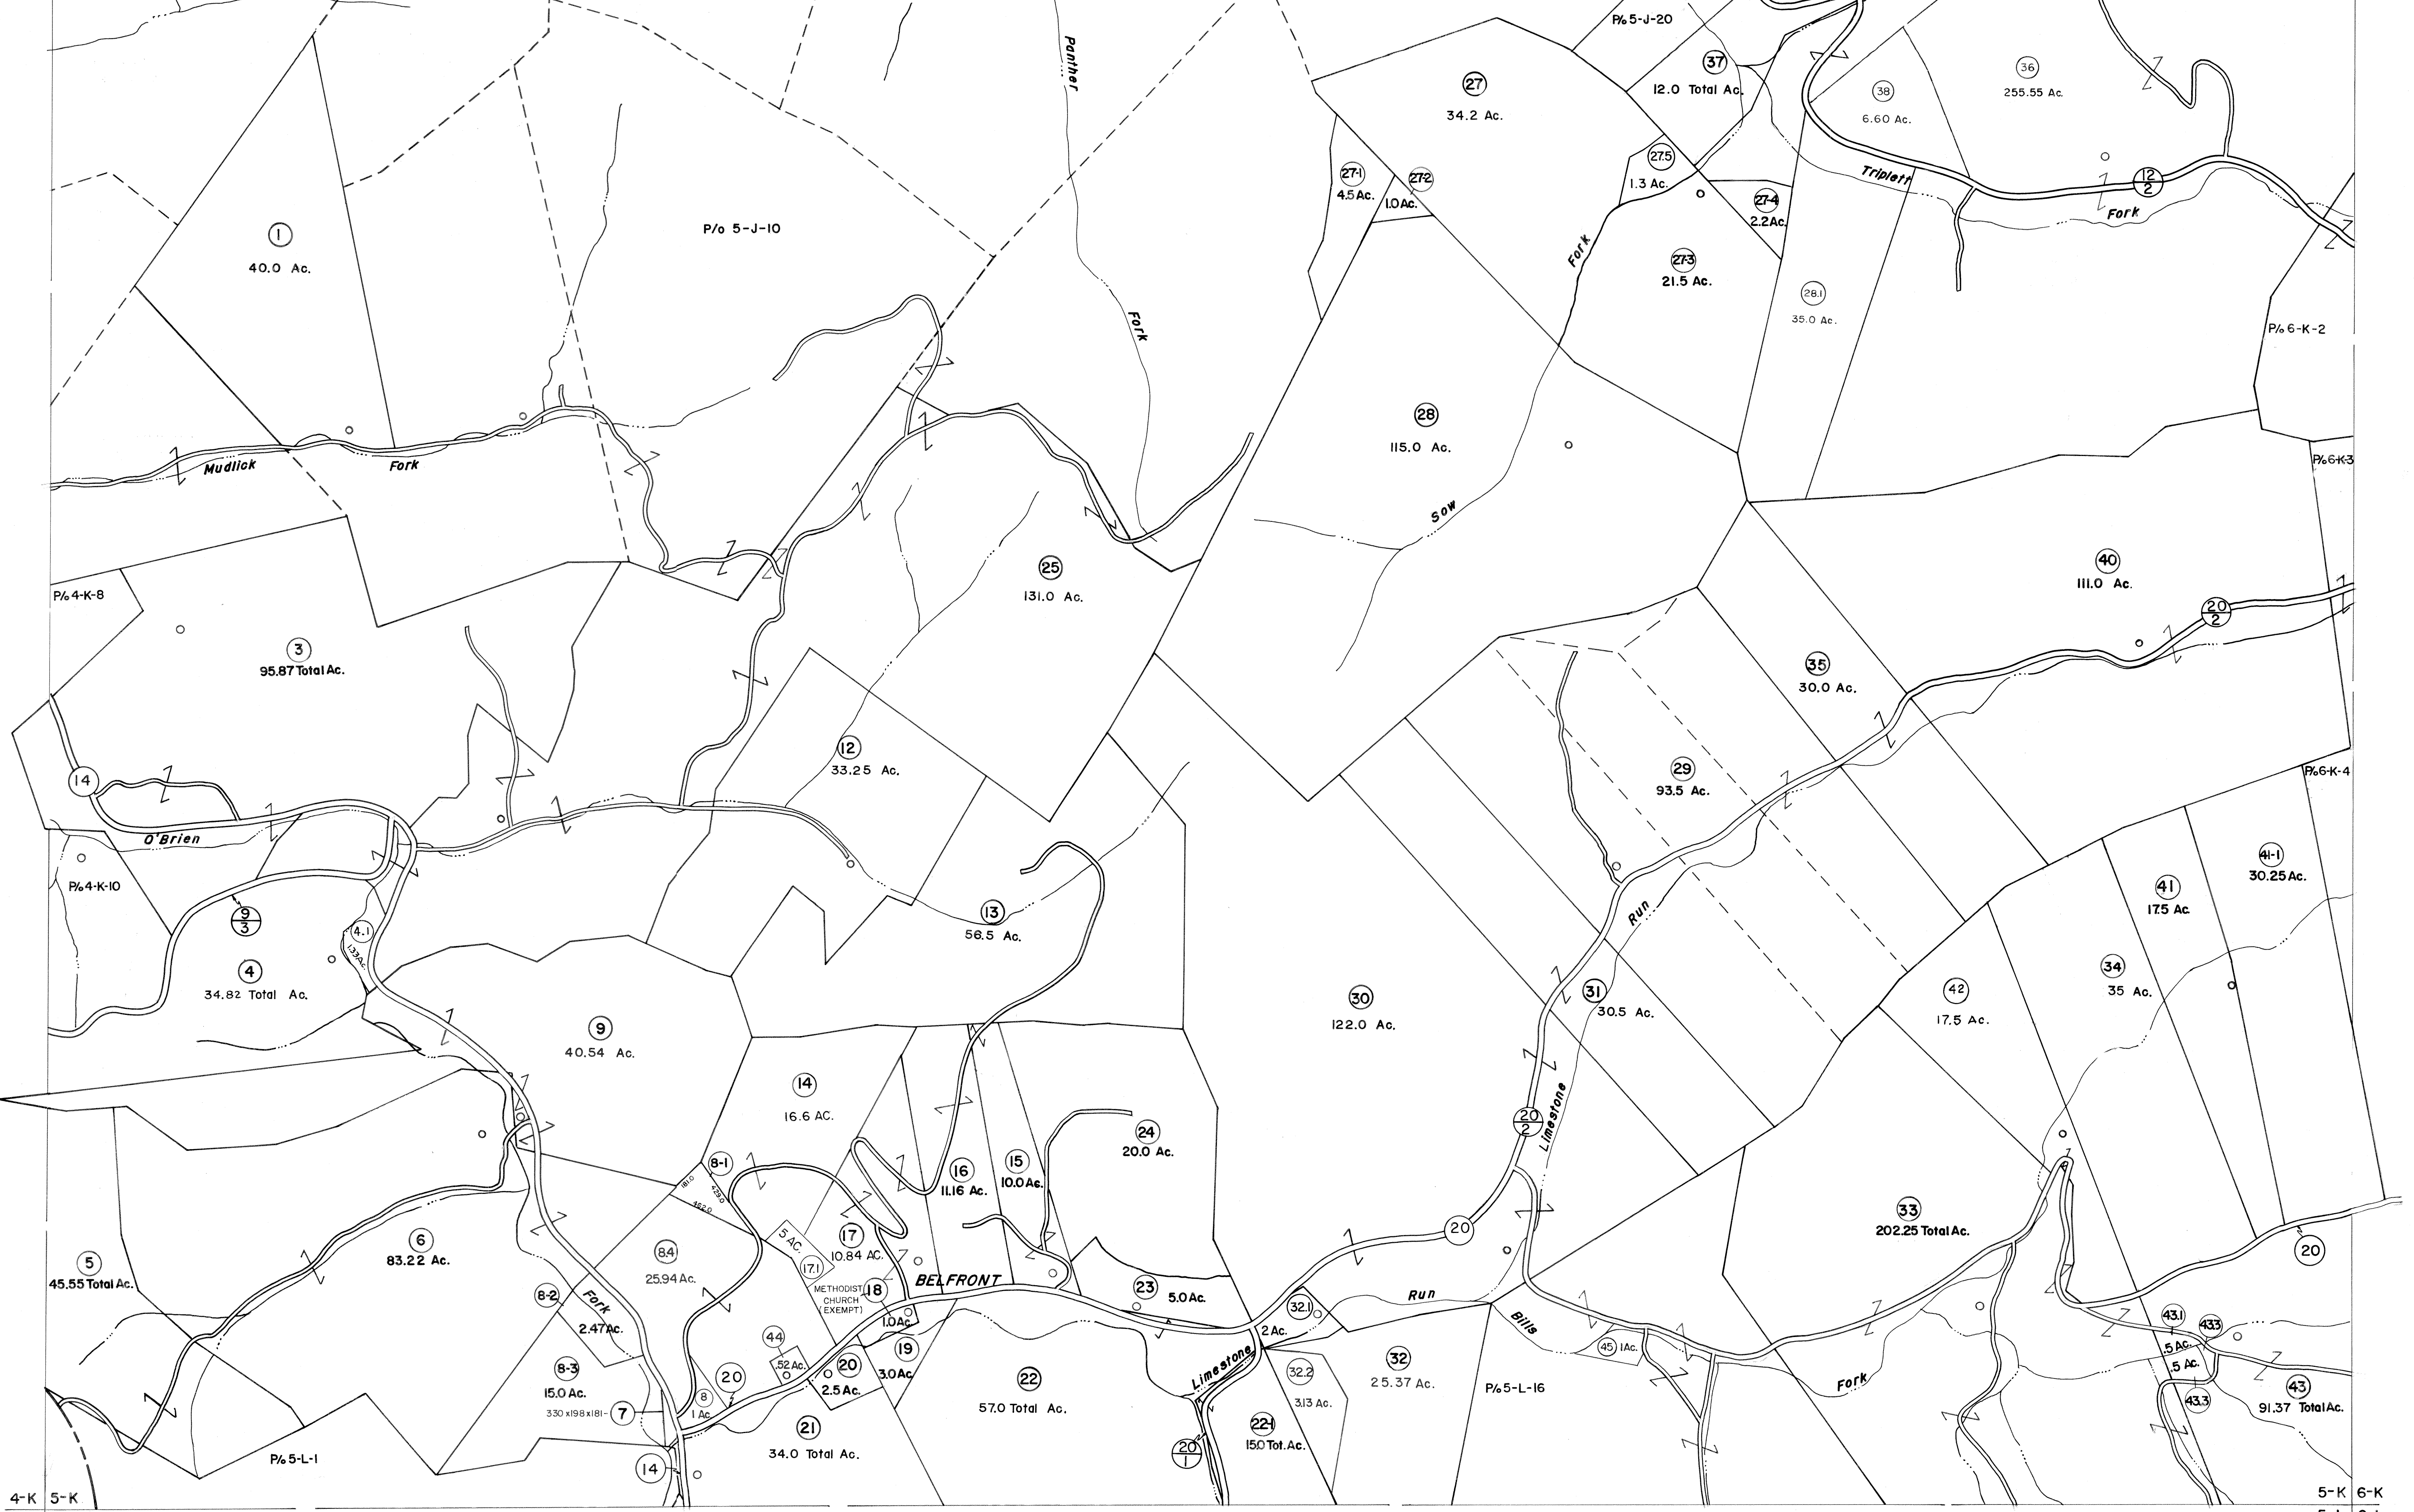 P/o 5-J-20
Panther
37
12.0 Total Ac.
36
255.55 Ac.
27
34.2 Ac.
38
6.60 Ac.
27.5
1.3 Ac.
27-1
4.5 Ac.
27-2
1.0 Ac.
Triplett
12
2
Fork
27-4
2.2 Ac.
1
40.0 Ac.
P/o 5-J-10
Fork
27-3
21.5 Ac.
28.1
35.0 Ac.
Fork
P/o 6-K-2
28
115.0 Ac.
Mudlick
Fork
P/o 6-K-3
Sow
25
131.0 Ac.
40
111.0 Ac.
P/o 4-K-8
20
2
3
95.87 Total Ac.
35
30.0 Ac.
12
33.25 Ac.
29
93.5 Ac.
P/o 6-K-4
14
O'Brien
41-1
30.25 Ac.
P/o 4-K-10
41
17.5 Ac.
9
3
13
56.5 Ac.
Run
4.1
1.33 Ac.
4
34.82 Total Ac.
34
35 Ac.
30
122.0 Ac.
31
30.5 Ac.
42
17.5 Ac.
9
40.54 Ac.
14
16.6 AC.
20
2
Limestone
24
20.0 Ac.
8-1
181.0
429.0
462.0
16
11.16 Ac.
15
10.0 Ac.
33
202.25 Total Ac.
20
20
6
83.22 Ac.
5
45.55 Total Ac.
8.4
25.94 Ac.
5 AC.
17.1
17
10.84 AC.
METHODIST
CHURCH
(EXEMPT)
18
1.0 Ac.
BELFRONT
23
5.0 Ac.
8-2
2.47 Ac.
Fork
32.1
2 Ac.
Run
Bills
43.1
.5 Ac.
43.3
.5 Ac.
44
.52 Ac.
20
2.5 Ac.
19
3.0 Ac.
Limestone
45
1 Ac.
8-3
15.0 Ac.
330 x 198 x 181-
7
8
1 Ac.
20
22
57.0 Total Ac.
32.2
3.13 Ac.
32
25.37 Ac.
P/o 5-L-16
Fork
43.3
43
91.37 Total Ac.
21
34.0 Total Ac.
22-1
15.0 Tot. Ac.
20
1
P/o 5-L-1
14
4-K
5-K
5-K
6-K